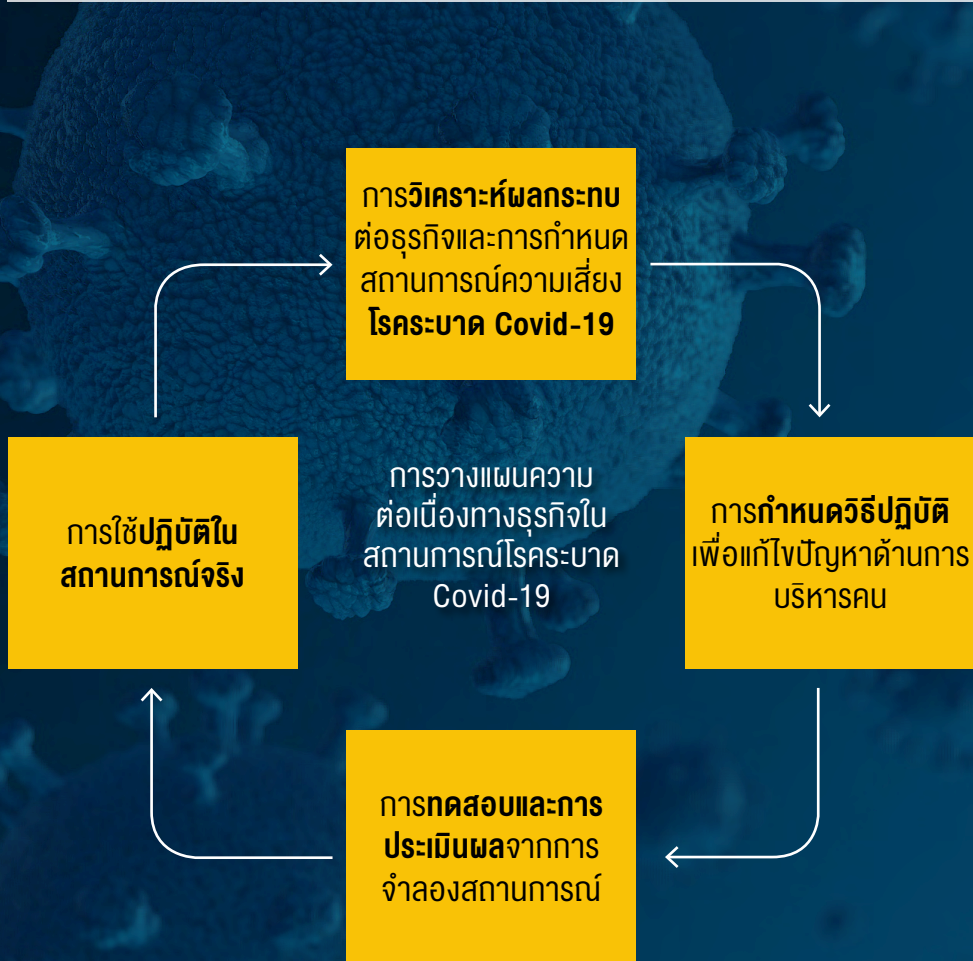 การวิเคราะห์ผลกระทบ
ต่อธุรกิจและการกำหนด
สถานการณ์ความเสี่ยง
โรคระบาด Covid-19
การวางแผนความ
ต่อเนื่องทางธุรกิจใน
สถานการณ์โรคระบาด
Covid-19
การกำหนดวิธีปฏิบัติ
เพื่อแก้ไขปัญหาด้านการ
บริหารคน
การทดสอบและการ
ประเมินผลจากการ
จำลองสถานการณ์
การใช้ปฏิบัติใน
สถานการณ์จริง